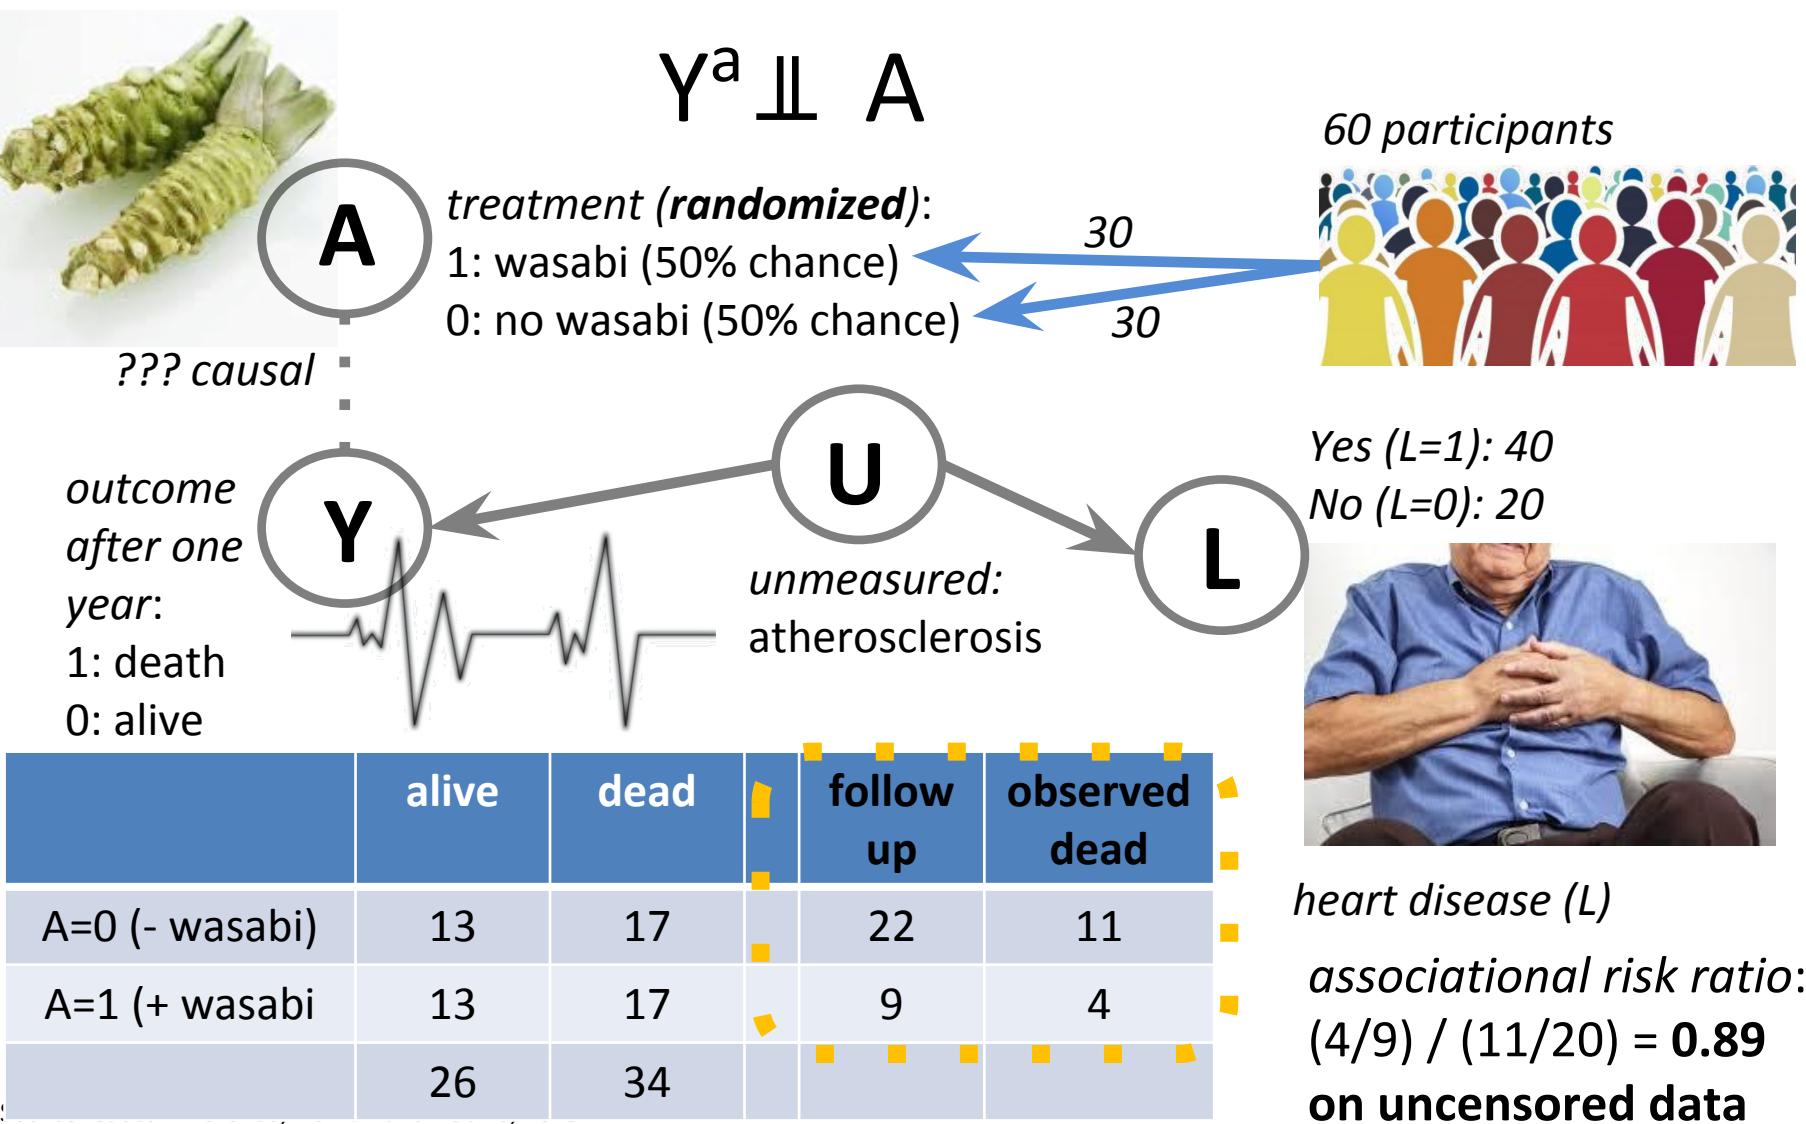 Yᵃ ⫫ A
60 participants
A
treatment (randomized):
1: wasabi (50% chance)
0: no wasabi (50% chance)
30
30
??? causal
Y
U
L
outcome
after one
year:
1: death
0: alive
unmeasured:
atherosclerosis
Yes (L=1): 40
No (L=0): 20
heart disease (L)
alive dead follow up observed dead
A=0 (- wasabi) 13 17 22 11
A=1 (+ wasabi 13 17 9 4
26 34
associational risk ratio:
(4/9) / (11/20) = 0.89
on uncensored data